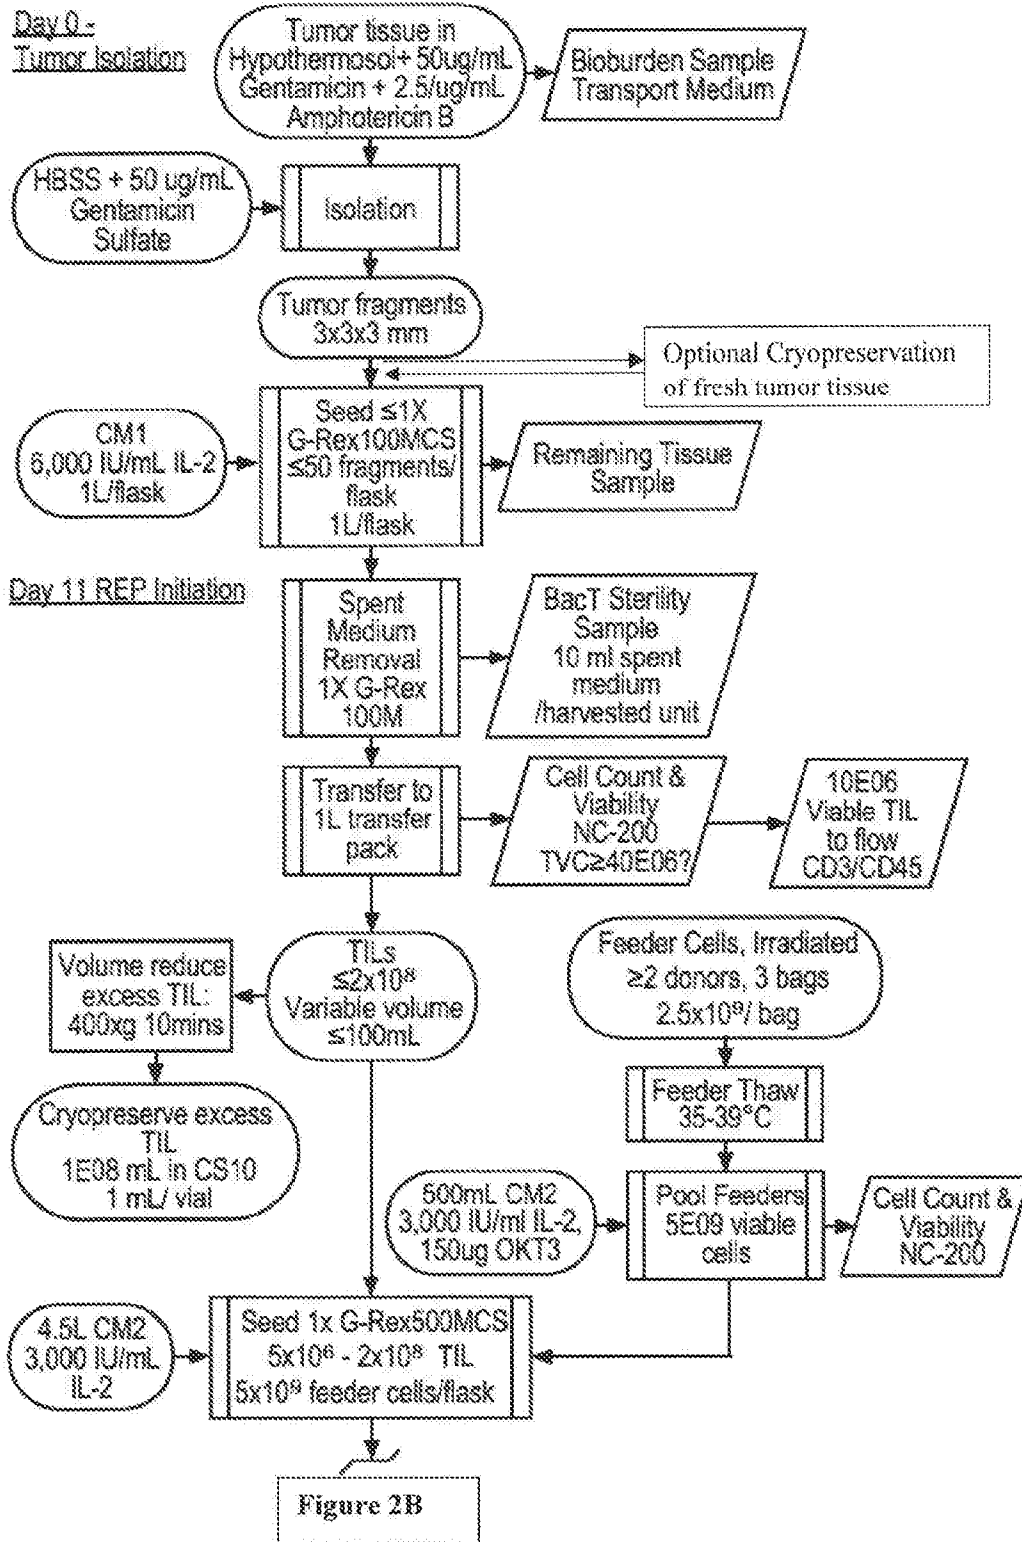 Day 0 -
Tumor Isolation
Tumor tissue in
Hypothermosol+ 50ug/mL
Gentamicin + 2.5/ug/mL
Amphotericin B
Bioburden Sample
Transport Medium
HBSS + 50 ug/mL
Gentamicin
Sulfate
Isolation
Tumor fragments
3x3x3 mm
Optional Cryopreservation
of fresh tumor tissue
CM1
6,000 IU/mL IL-2
1L/flask
Seed ≤1X
G-Rex100MCS
≤50 fragments/
flask
1L/flask
Remaining Tissue
Sample
Day 11 REP Initiation
Spent
Medium
Removal
1X G-Rex
100M
BacT Sterility
Sample
10 ml spent
medium
/harvested unit
Transfer to
1L transfer
pack
Cell Count &
Viability
NC-200
TVC≥40E06?
10E06
Viable TIL
to flow
CD3/CD45
Volume reduce
excess TIL:
400xg 10mins
TILs
≤2x10⁸
Variable volume
≤100mL
Feeder Cells, Irradiated
≥2 donors, 3 bags
2.5x10⁹/ bag
Cryopreserve excess
TIL
1E08 mL in CS10
1 mL/ vial
Feeder Thaw
35-39°C
500mL CM2
3,000 IU/ml IL-2,
150ug OKT3
Pool Feeders
5E09 viable
cells
Cell Count &
Viability
NC-200
4.5L CM2
3,000 IU/mL
IL-2
Seed 1x G-Rex500MCS
5x10⁶ - 2x10⁸ TIL
5x10⁹ feeder cells/flask
Figure 2B